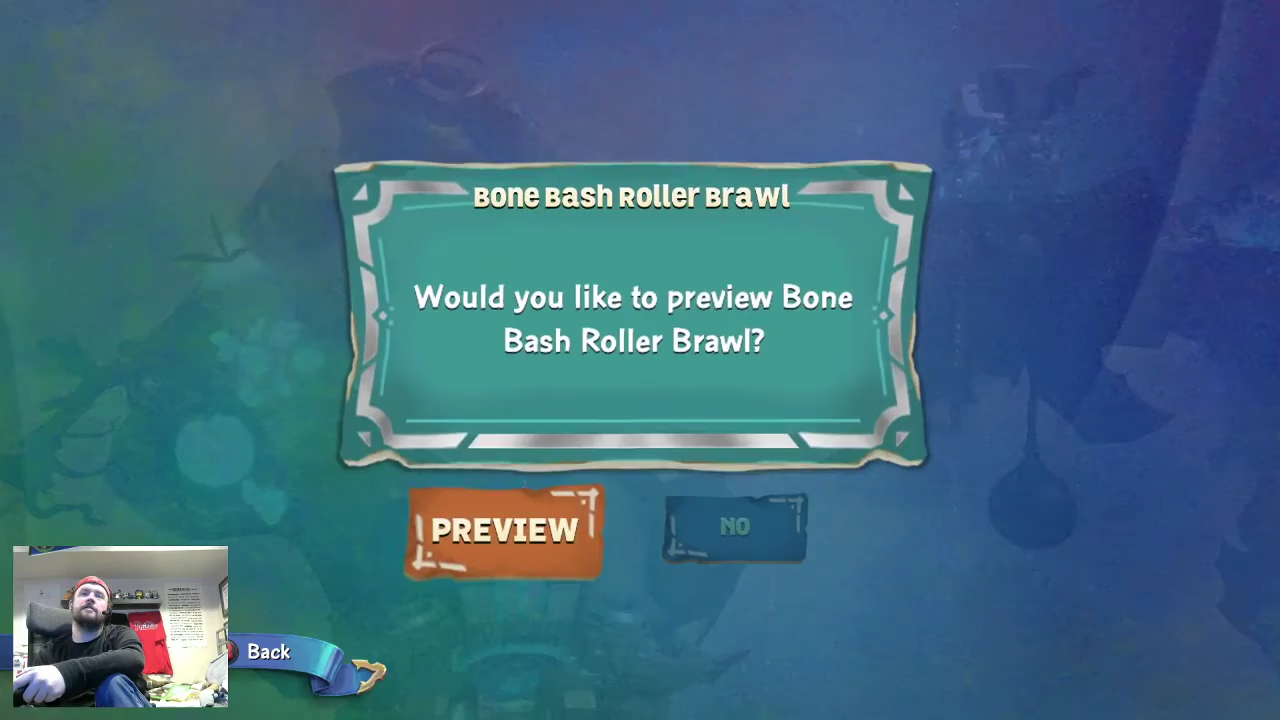 Bone Bash Roller Brawl
Would you like to preview Bone
Bash Roller Brawl?
PREVIEW
NO
Back